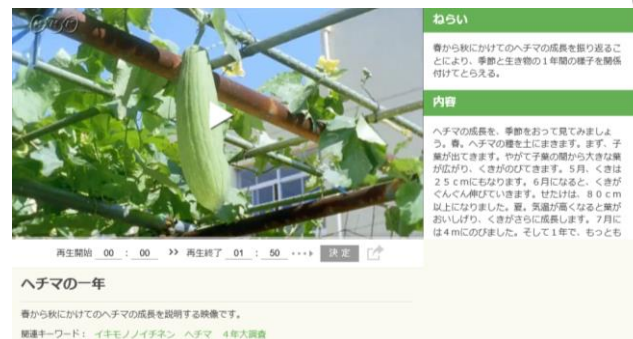 NHK
再生開始 00 : 00 >> 再生終了 01 : 50 決定
ヘチマの一年
春から秋にかけてのヘチマの成長を説明する映像です。
関連キーワード： イキモノノイチネン ヘチマ 4年大調査
ねらい
春から秋にかけてのヘチマの成長を振り返るこ
とにより、季節と生き物の１年間の様子を関係
付けてとらえる。
内容
ヘチマの成長を、季節をおって見てみましょ
う。春。ヘチマの種を土にまきます。まず、子
葉が出てきます。やがて子葉の間から大きな葉
が広がり、くきがのびてきます。５月、くきは
２５ｃｍにもなります。６月になると、くきが
ぐんぐん伸びていきます。せたけは、８０ｃｍ
以上になりました。夏。気温が高くなると葉が
おいしげり、くきがさらに成長します。７月に
は４ｍにのびました。そして１年で、もっとも